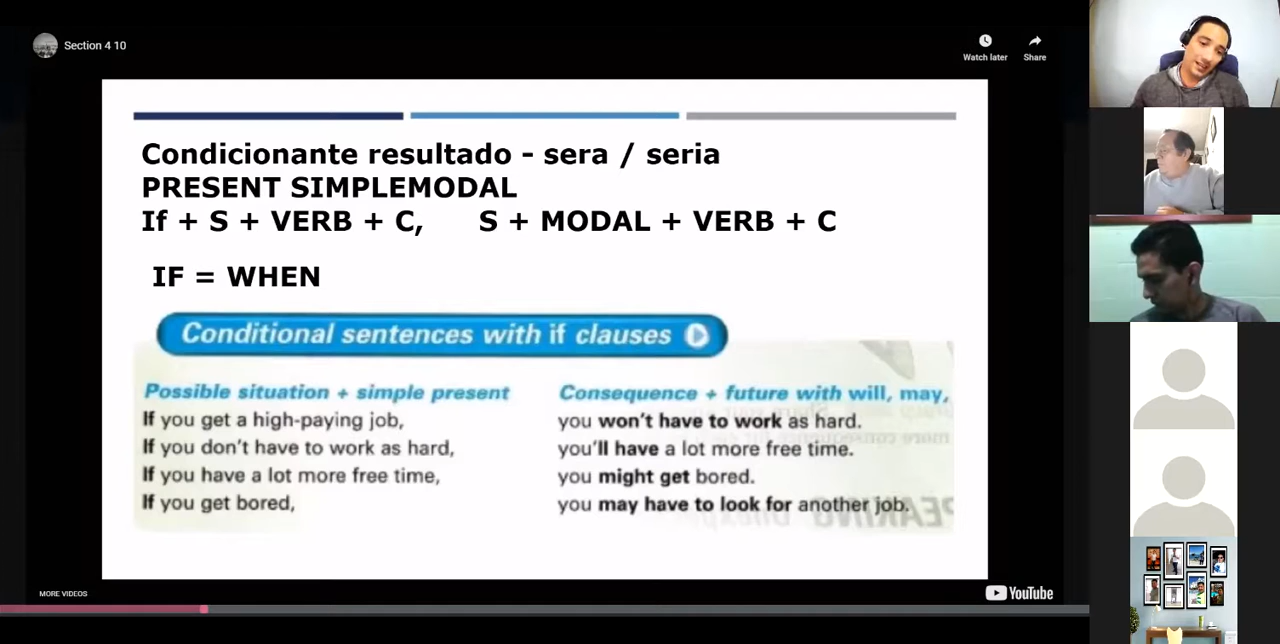 Section 4 10
Watch later
Share
Condicionante resultado - sera / seria
PRESENT SIMPLEMODAL
If + S + VERB + C, S + MODAL + VERB + C
IF = WHEN
Conditional sentences with if clauses
Possible situation + simple present
Consequence + future with will, may,
If you get a high-paying job,
you won't have to work as hard.
If you don't have to work as hard,
you'll have a lot more free time.
If you have a lot more free time,
you might get bored.
If you get bored,
you may have to look for another job.
MORE VIDEOS
YouTube